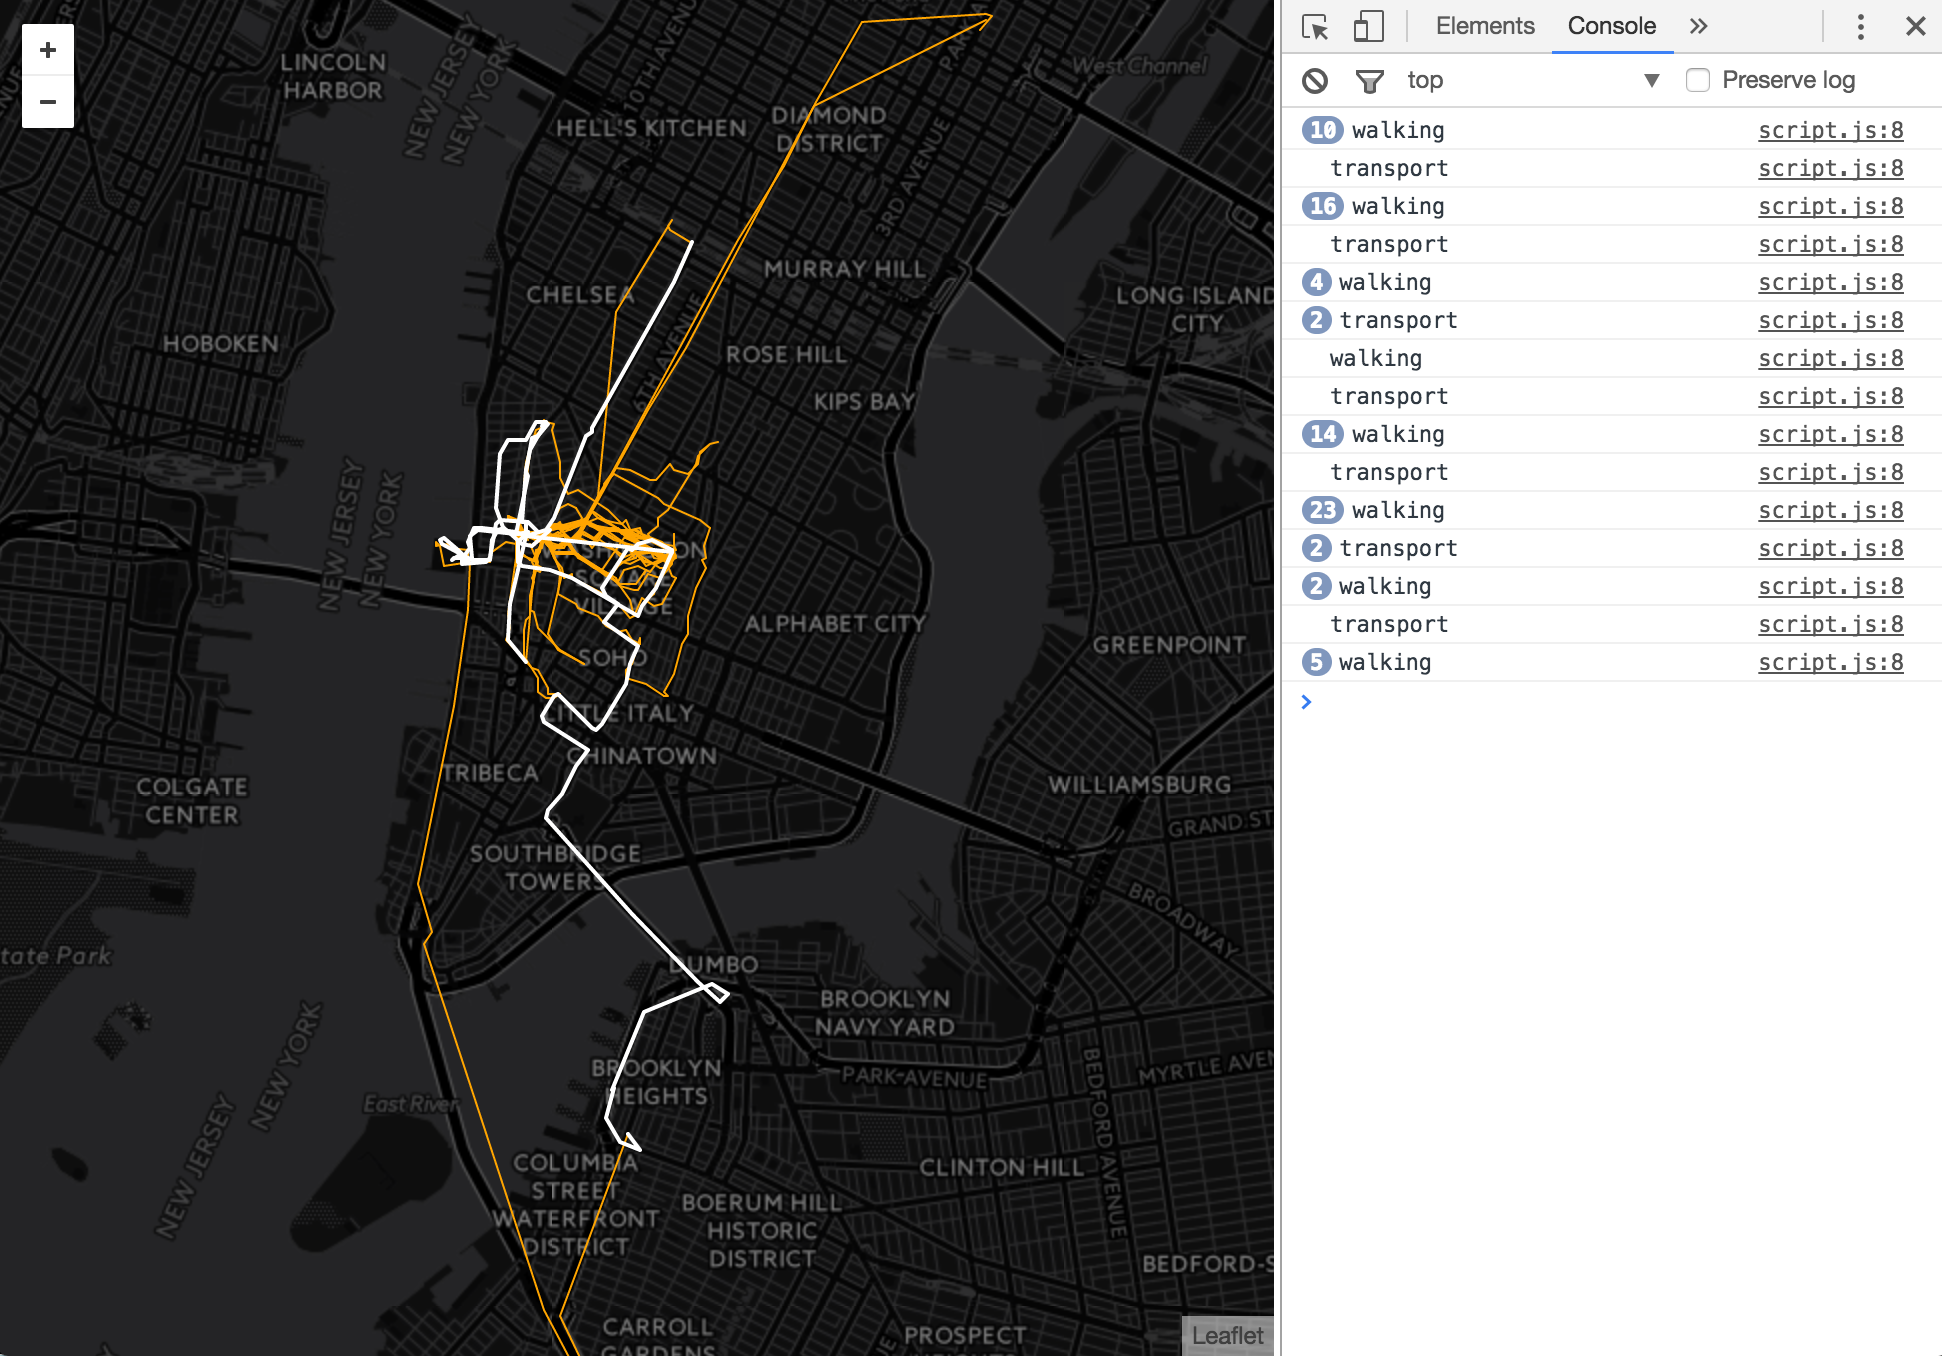 +
−
LINCOLN
HARBOR
NEW JERSEY
NEW YORK
10TH AVENUE
HELL'S KITCHEN
DIAMOND
DISTRICT
West Channel
3RD AVENUE
MURRAY HILL
CHELSEA
LONG ISLAND
CITY
HOBOKEN
6TH AVENUE
ROSE HILL
KIPS BAY
NEW JERSEY
NEW YORK
SQUARE
VILLAGE
ALPHABET CITY
GREENPOINT
SOHO
LITTLE ITALY
CHINATOWN
TRIBECA
COLGATE
CENTER
WILLIAMSBURG
GRAND ST
SOUTHBRIDGE
TOWERS
BROADWAY
tate Park
DUMBO
BROOKLYN
NAVY YARD
NEW JERSEY
NEW YORK
East River
BROOKLYN
HEIGHTS
PARK AVENUE
MYRTLE AVEN
BEDFORD AVENUE
COLUMBIA
STREET
WATERFRONT
DISTRICT
CLINTON HILL
BOERUM HILL
HISTORIC
DISTRICT
BEDFORD-S
CARROLL
GARDENS
PROSPECT
HEIGHTS
Leaflet
Elements Console »
top ▼ Preserve log
10 walking script.js:8
transport script.js:8
16 walking script.js:8
transport script.js:8
4 walking script.js:8
2 transport script.js:8
walking script.js:8
transport script.js:8
14 walking script.js:8
transport script.js:8
23 walking script.js:8
2 transport script.js:8
2 walking script.js:8
transport script.js:8
5 walking script.js:8
>